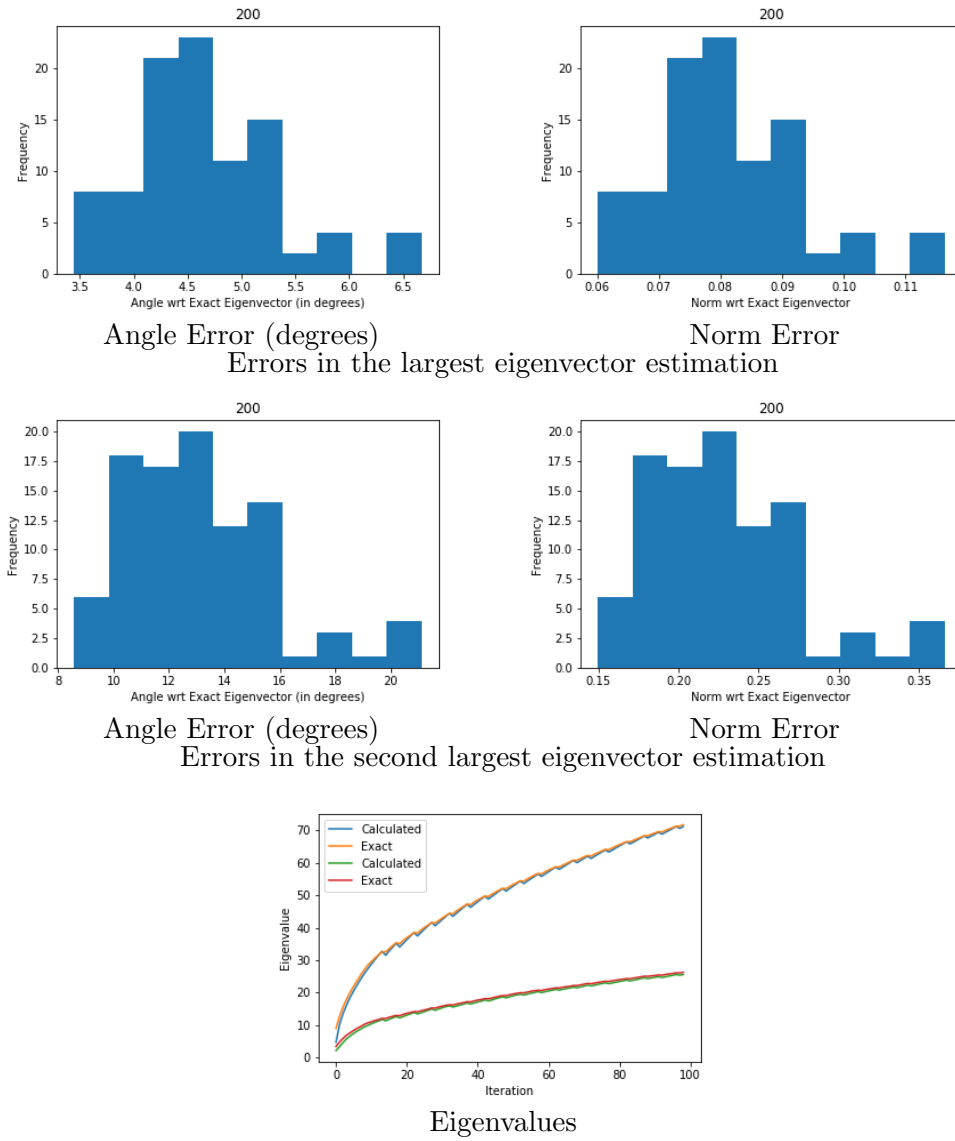 200
Frequency
20
15
10
5
0
3.5 4.0 4.5 5.0 5.5 6.0 6.5
Angle wrt Exact Eigenvector (in degrees)
Angle Error (degrees)
200
Frequency
20
15
10
5
0
0.06 0.07 0.08 0.09 0.10 0.11
Norm wrt Exact Eigenvector
Norm Error
Errors in the largest eigenvector estimation
200
Frequency
20.0
17.5
15.0
12.5
10.0
7.5
5.0
2.5
0.0
8 10 12 14 16 18 20
Angle wrt Exact Eigenvector (in degrees)
Angle Error (degrees)
200
Frequency
20.0
17.5
15.0
12.5
10.0
7.5
5.0
2.5
0.0
0.15 0.20 0.25 0.30 0.35
Norm wrt Exact Eigenvector
Norm Error
Errors in the second largest eigenvector estimation
Eigenvalue
70
60
50
40
30
20
10
0
Calculated
Exact
Calculated
Exact
0 20 40 60 80 100
Iteration
Eigenvalues